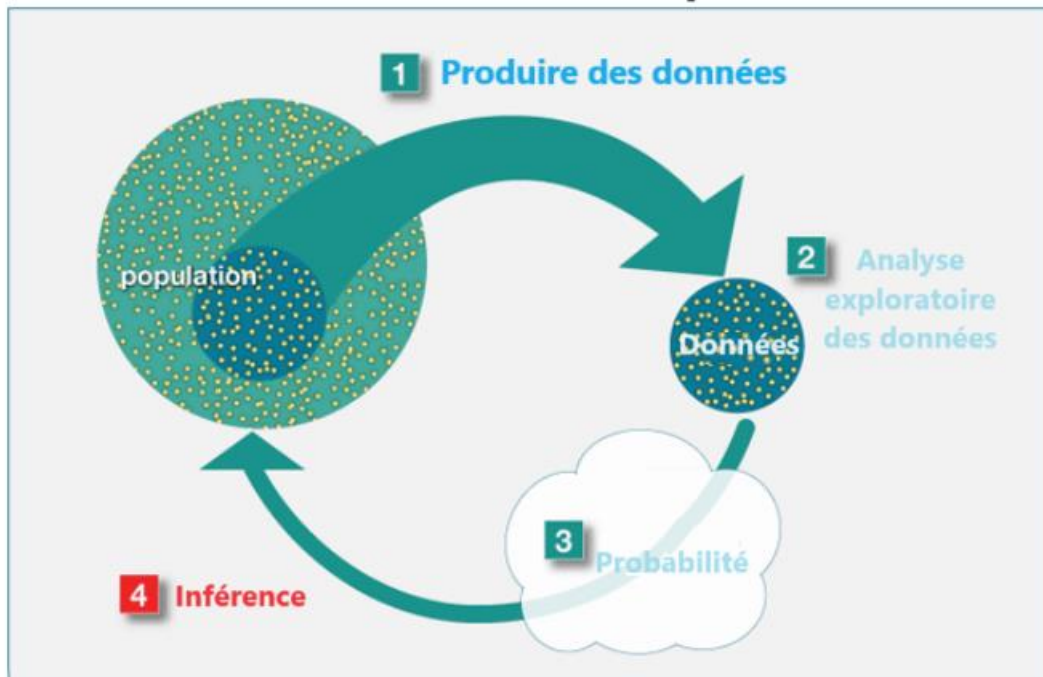 1 Produire des données
population
2 Analyse
exploratoire
des données
Données
3 Probabilité
4 Inférence